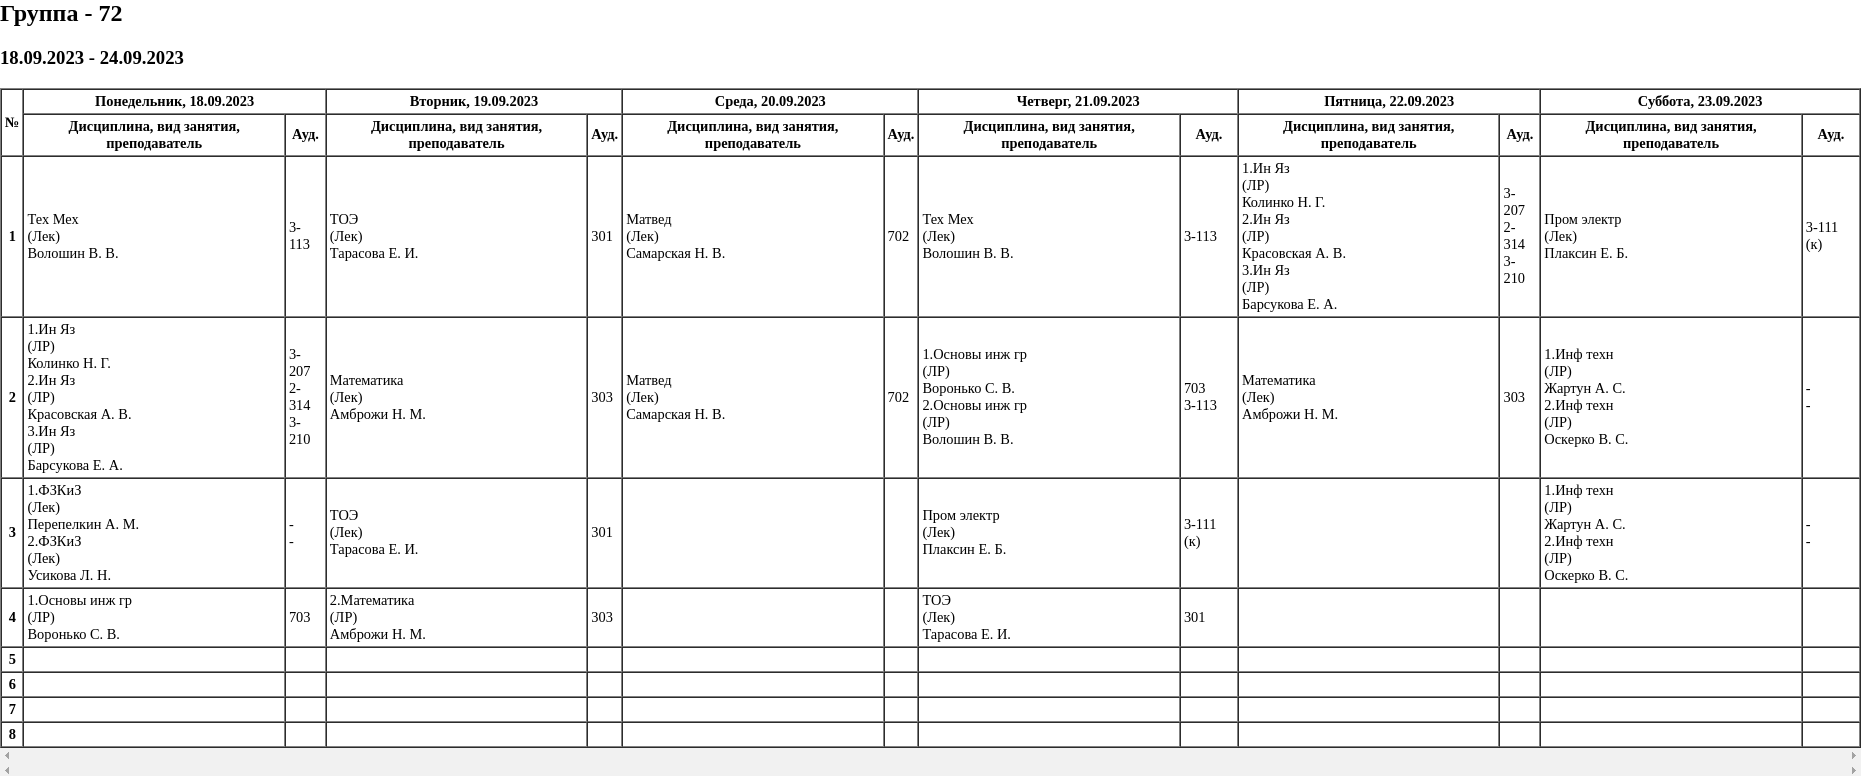 Группа - 72
18.09.2023 - 24.09.2023
№
Понедельник, 18.09.2023
Вторник, 19.09.2023
Среда, 20.09.2023
Четверг, 21.09.2023
Пятница, 22.09.2023
Суббота, 23.09.2023
Дисциплина, вид занятия,
преподаватель
Ауд.
Дисциплина, вид занятия,
преподаватель
Ауд.
Дисциплина, вид занятия,
преподаватель
Ауд.
Дисциплина, вид занятия,
преподаватель
Ауд.
Дисциплина, вид занятия,
преподаватель
Ауд.
Дисциплина, вид занятия,
преподаватель
Ауд.
1
Тех Мех
(Лек)
Волошин В. В.
3-
113
ТОЭ
(Лек)
Тарасова Е. И.
301
Матвед
(Лек)
Самарская Н. В.
702
Тех Мех
(Лек)
Волошин В. В.
3-113
1.Ин Яз
(ЛР)
Колинко Н. Г.
2.Ин Яз
(ЛР)
Красовская А. В.
3.Ин Яз
(ЛР)
Барсукова Е. А.
3-
207
2-
314
3-
210
Пром электр
(Лек)
Плаксин Е. Б.
3-111
(к)
2
1.Ин Яз
(ЛР)
Колинко Н. Г.
2.Ин Яз
(ЛР)
Красовская А. В.
3.Ин Яз
(ЛР)
Барсукова Е. А.
3-
207
2-
314
3-
210
Математика
(Лек)
Амброжи Н. М.
303
Матвед
(Лек)
Самарская Н. В.
702
1.Основы инж гр
(ЛР)
Воронько С. В.
2.Основы инж гр
(ЛР)
Волошин В. В.
703
3-113
Математика
(Лек)
Амброжи Н. М.
303
1.Инф техн
(ЛР)
Жартун А. С.
2.Инф техн
(ЛР)
Оскерко В. С.
-
-
3
1.ФЗКиЗ
(Лек)
Перепелкин А. М.
2.ФЗКиЗ
(Лек)
Усикова Л. Н.
-
-
ТОЭ
(Лек)
Тарасова Е. И.
301
Пром электр
(Лек)
Плаксин Е. Б.
3-111
(к)
1.Инф техн
(ЛР)
Жартун А. С.
2.Инф техн
(ЛР)
Оскерко В. С.
-
-
4
1.Основы инж гр
(ЛР)
Воронько С. В.
703
2.Математика
(ЛР)
Амброжи Н. М.
303
ТОЭ
(Лек)
Тарасова Е. И.
301
5
6
7
8